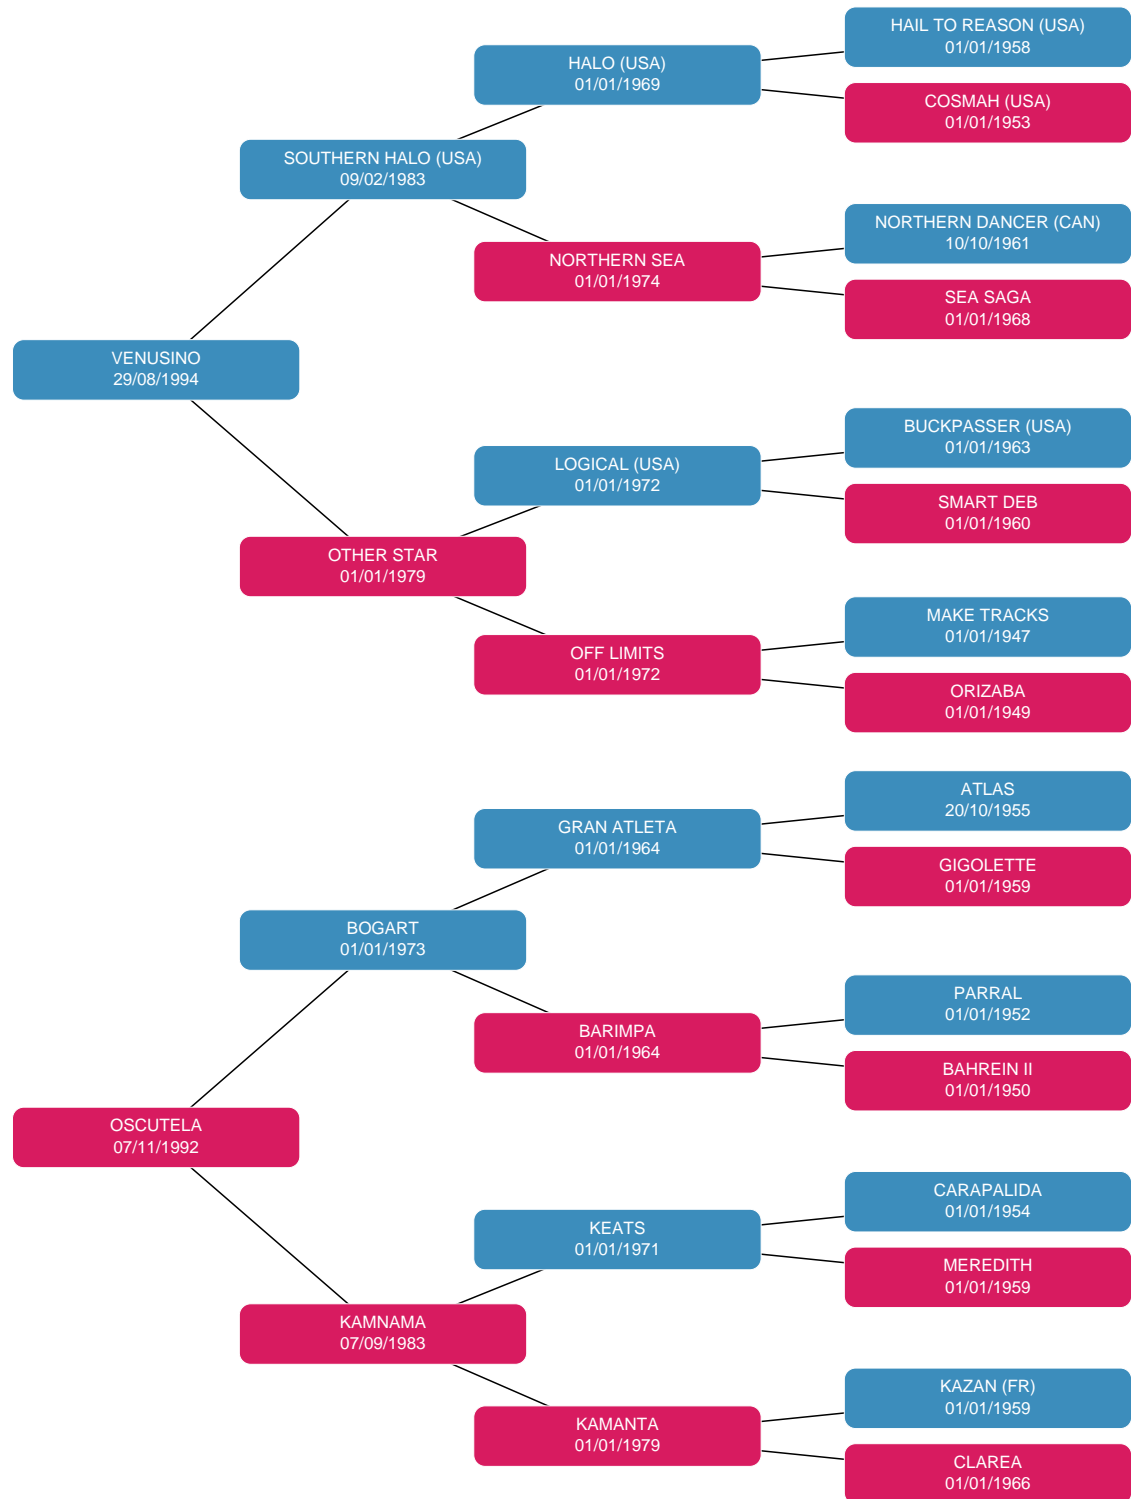 HAIL TO REASON (USA)
01/01/1958
HALO (USA)
01/01/1969
COSMAH (USA)
01/01/1953
SOUTHERN HALO (USA)
09/02/1983
NORTHERN DANCER (CAN)
10/10/1961
NORTHERN SEA
01/01/1974
SEA SAGA
01/01/1968
VENUSINO
29/08/1994
BUCKPASSER (USA)
01/01/1963
LOGICAL (USA)
01/01/1972
SMART DEB
01/01/1960
OTHER STAR
01/01/1979
MAKE TRACKS
01/01/1947
OFF LIMITS
01/01/1972
ORIZABA
01/01/1949
ATLAS
20/10/1955
GRAN ATLETA
01/01/1964
GIGOLETTE
01/01/1959
BOGART
01/01/1973
PARRAL
01/01/1952
BARIMPA
01/01/1964
BAHREIN II
01/01/1950
OSCUTELA
07/11/1992
CARAPALIDA
01/01/1954
KEATS
01/01/1971
MEREDITH
01/01/1959
KAMNAMA
07/09/1983
KAZAN (FR)
01/01/1959
KAMANTA
01/01/1979
CLAREA
01/01/1966